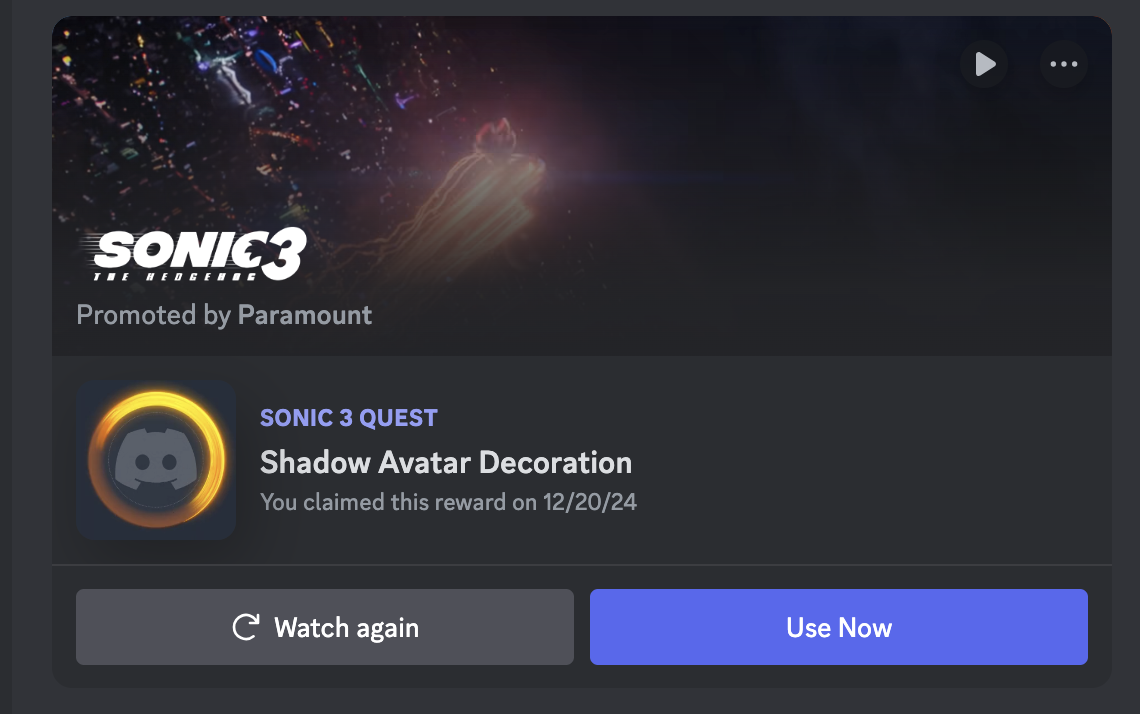 SONIC 3
THE HEDGEHOG
Promoted by Paramount
SONIC 3 QUEST
Shadow Avatar Decoration
You claimed this reward on 12/20/24
Watch again
Use Now